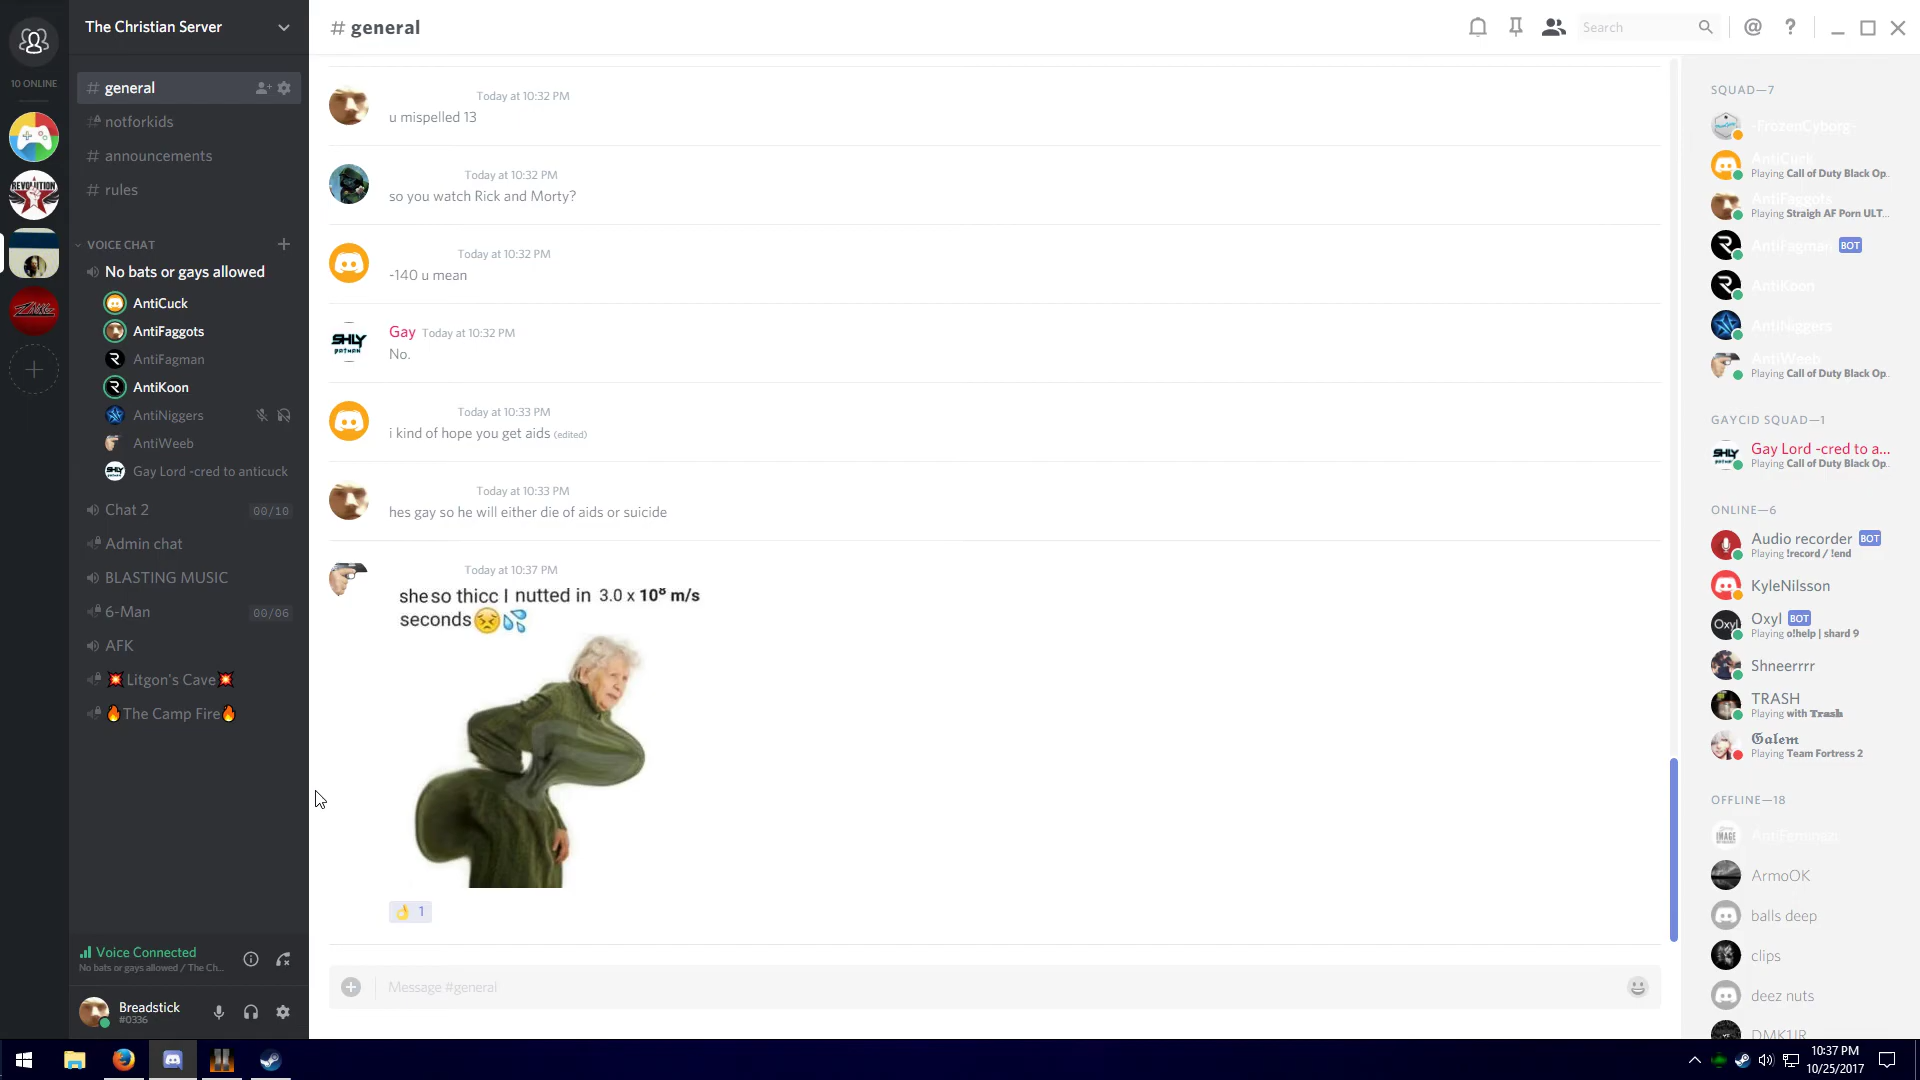 10 ONLINE
REVOLUTION
The Christian Server
# general
# notforkids
# announcements
# rules
VOICE CHAT
No bats or gays allowed
AntiCuck
AntiFaggots
AntiFagman
AntiKoon
AntiNiggers
AntiWeeb
Gay Lord -cred to anticuck
Chat 2 00/10
Admin chat
BLASTING MUSIC
6-Man 00/06
AFK
💥Litgon's Cave💥
🔥The Camp Fire🔥
Voice Connected
No bats or gays allowed / The Ch...
Breadstick
#0336
# general
Search
Today at 10:32 PM
u mispelled 13
Today at 10:32 PM
so you watch Rick and Morty?
Today at 10:32 PM
-140 u mean
Gay Today at 10:32 PM
No.
Today at 10:33 PM
i kind of hope you get aids (edited)
Today at 10:33 PM
hes gay so he will either die of aids or suicide
Today at 10:37 PM
she so thicc I nutted in 3.0 x 10⁸ m/s
seconds😣💦
👌 1
Message #general
SQUAD—7
-FrozenCyborg-
AntiCuck
Playing Call of Duty Black Op..
AntiFaggots
Playing Straigh AF Porn ULT...
AntiFagman BOT
AntiKoon
AntiNiggers
AntiWeeb
Playing Call of Duty Black Op..
GAYCID SQUAD—1
Gay Lord -cred to a...
Playing Call of Duty Black Op..
ONLINE—6
Audio recorder BOT
Playing !record / !end
KyleNilsson
Oxyl BOT
Playing o!help | shard 9
Shneerrrr
TRASH
Playing with Trash
Galem
Playing Team Fortress 2
OFFLINE—18
ArmoOK
balls deep
clips
deez nuts
10:37 PM
10/25/2017